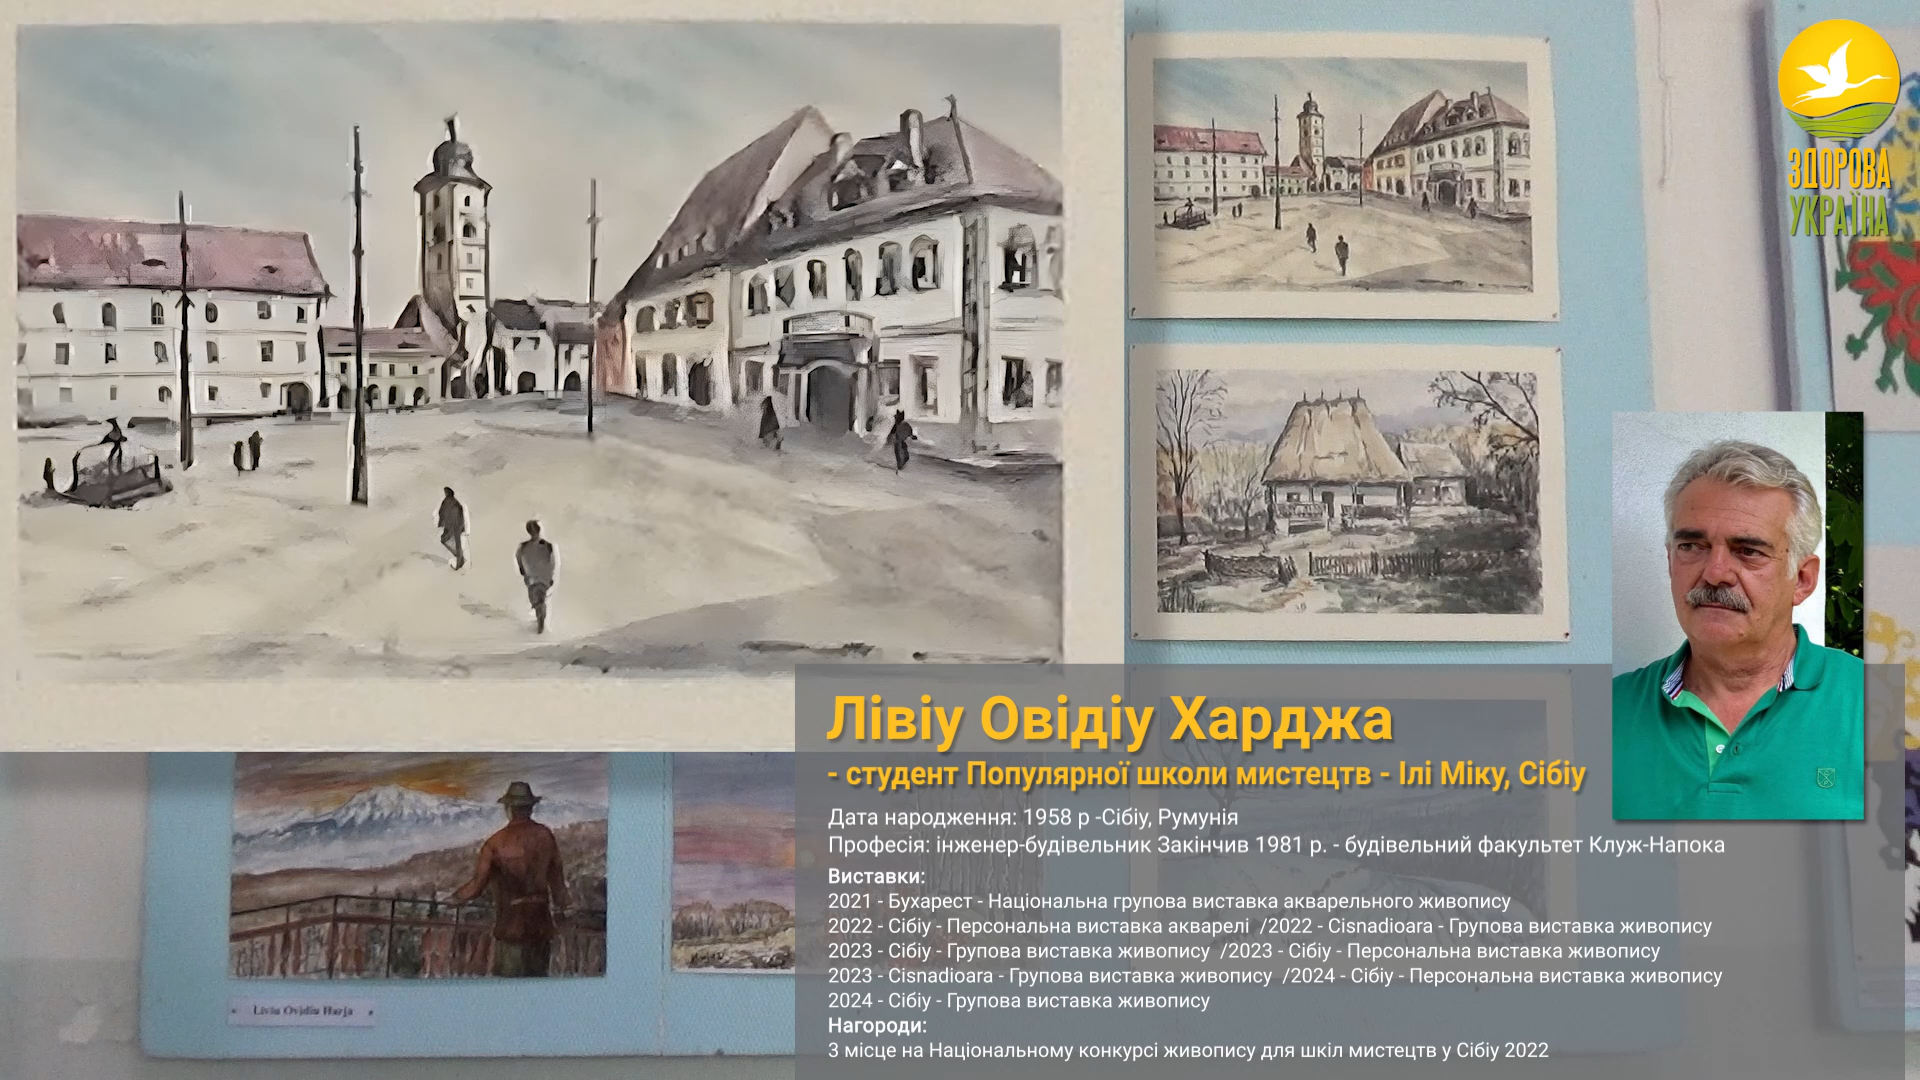 ЗДОРОВА
УКРАЇНА
Лівіу Овідіу Харджа
- студент Популярної школи мистецтв - Ілі Міку, Сібіу
Дата народження: 1958 р -Сібіу, Румунія
Професія: інженер-будівельник Закінчив 1981 р. - будівельний факультет Клуж-Напока
Виставки:
2021 - Бухарест - Національна групова виставка акварельного живопису
2022 - Сібіу - Персональна виставка акварелі /2022 - Cisnadioara - Групова виставка живопису
2023 - Сібіу - Групова виставка живопису /2023 - Сібіу - Персональна виставка живопису
2023 - Cisnadioara - Групова виставка живопису /2024 - Сібіу - Персональна виставка живопису
2024 - Сібіу - Групова виставка живопису
Нагороди:
3 місце на Національному конкурсі живопису для шкіл мистецтв у Сібіу 2022
Liviu Ovidiu Harja